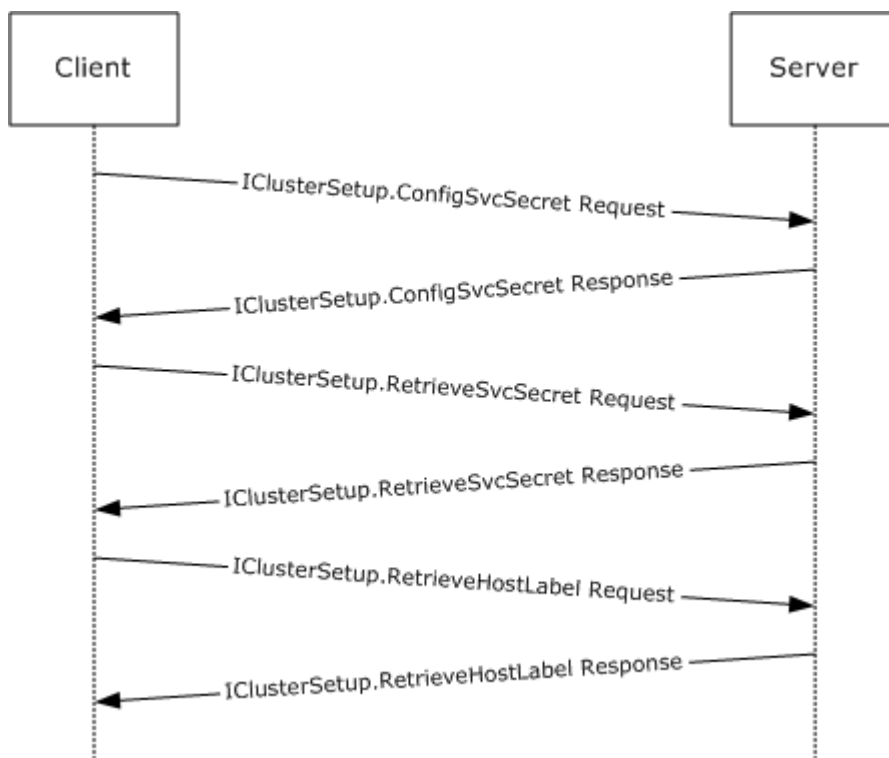 Client
Server
IClusterSetup.ConfigSvcSecret Request
IClusterSetup.ConfigSvcSecret Response
IClusterSetup.RetrieveSvcSecret Request
IClusterSetup.RetrieveSvcSecret Response
IClusterSetup.RetrieveHostLabel Request
IClusterSetup.RetrieveHostLabel Response